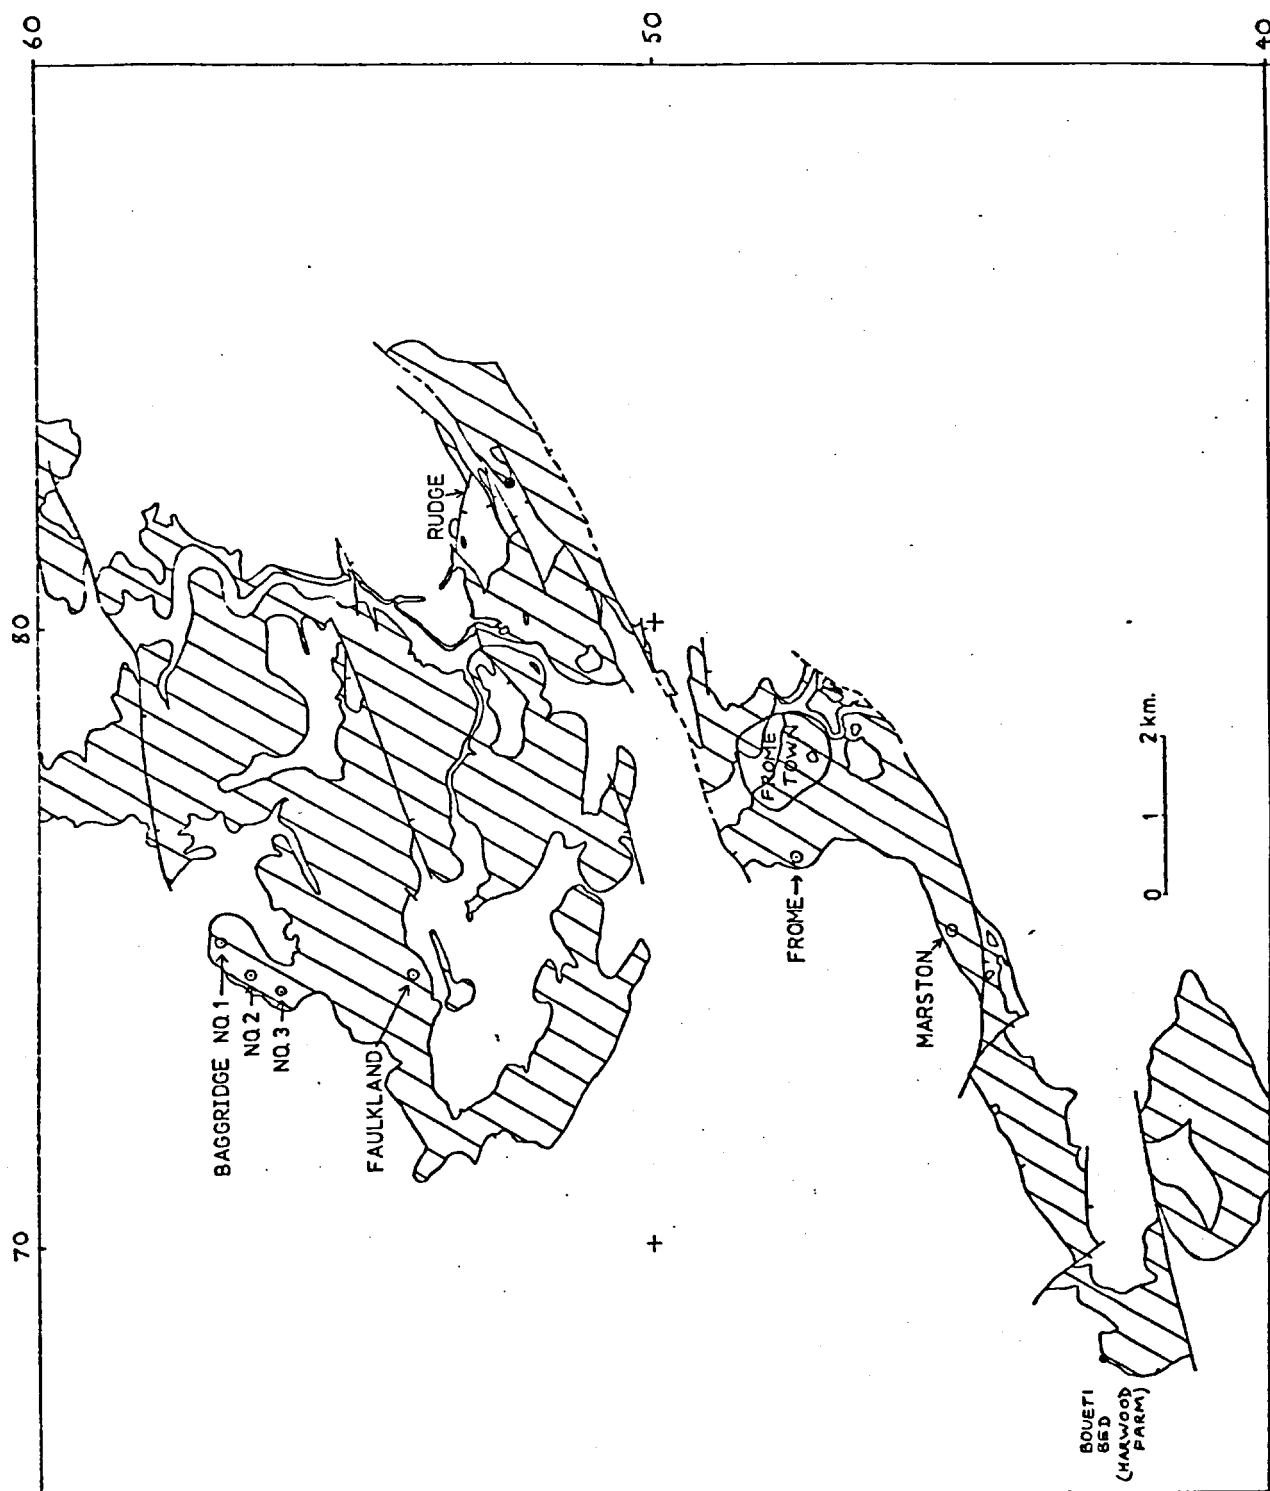 60
50
40
80
70
RUDGE
FROME
TOWN
BAGGRIDGE NO.1
NO.2
NO.3
FAULKLAND
FROME
MARSTON
0 1 2 km.
BOUETI
BED
(HARWOOD
FARM)